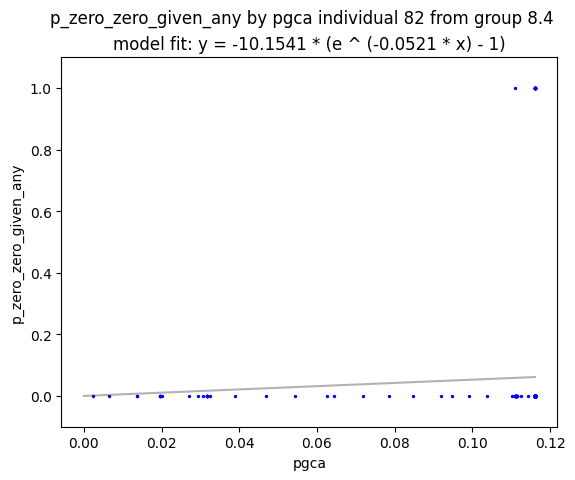 p_zero_zero_given_any by pgca individual 82 from group 8.4
model fit: y = -10.1541 * (e ^ (-0.0521 * x) - 1)
p_zero_zero_given_any
1.0
0.8
0.6
0.4
0.2
0.0
0.00 0.02 0.04 0.06 0.08 0.10 0.12
pgca